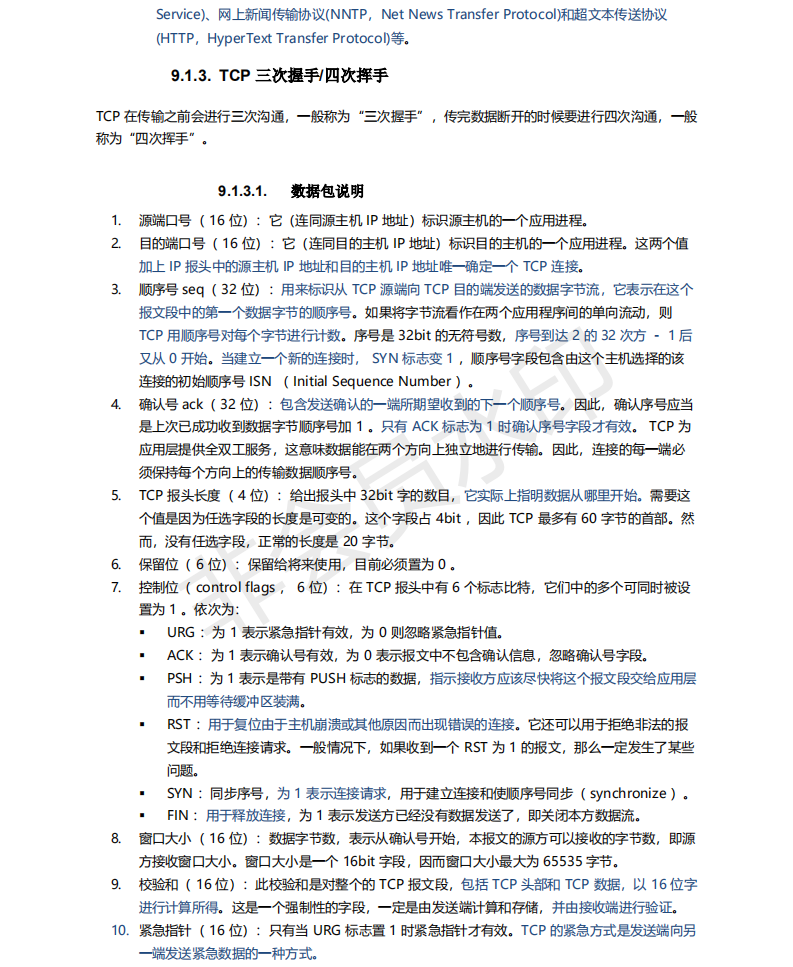 Service)、网上新闻传输协议(NNTP，Net News Transfer Protocol)和超文本传送协议
(HTTP，HyperText Transfer Protocol)等。
9.1.3. TCP 三次握手/四次挥手
TCP 在传输之前会进行三次沟通，一般称为“三次握手”，传完数据断开的时候要进行四次沟通，一般
称为“四次挥手”。
9.1.3.1. 数据包说明
1. 源端口号（ 16 位）：它（连同源主机 IP 地址）标识源主机的一个应用进程。
2. 目的端口号（ 16 位）：它（连同目的主机 IP 地址）标识目的主机的一个应用进程。这两个值
加上 IP 报头中的源主机 IP 地址和目的主机 IP 地址唯一确定一个 TCP 连接。
3. 顺序号 seq（ 32 位）：用来标识从 TCP 源端向 TCP 目的端发送的数据字节流，它表示在这个
报文段中的第一个数据字节的顺序号。如果将字节流看作在两个应用程序间的单向流动，则
TCP 用顺序号对每个字节进行计数。序号是 32bit 的无符号数，序号到达 2 的 32 次方 － 1 后
又从 0 开始。当建立一个新的连接时， SYN 标志变 1 ，顺序号字段包含由这个主机选择的该
连接的初始顺序号 ISN （ Initial Sequence Number ）。
4. 确认号 ack（ 32 位）：包含发送确认的一端所期望收到的下一个顺序号。因此，确认序号应当
是上次已成功收到数据字节顺序号加 1 。只有 ACK 标志为 1 时确认序号字段才有效。 TCP 为
应用层提供全双工服务，这意味数据能在两个方向上独立地进行传输。因此，连接的每一端必
须保持每个方向上的传输数据顺序号。
5. TCP 报头长度（ 4 位）：给出报头中 32bit 字的数目，它实际上指明数据从哪里开始。需要这
个值是因为任选字段的长度是可变的。这个字段占 4bit ，因此 TCP 最多有 60 字节的首部。然
而，没有任选字段，正常的长度是 20 字节。
6. 保留位（ 6 位）：保留给将来使用，目前必须置为 0 。
7. 控制位（ control flags ， 6 位）：在 TCP 报头中有 6 个标志比特，它们中的多个可同时被设
置为 1 。依次为：
▪ URG ：为 1 表示紧急指针有效，为 0 则忽略紧急指针值。
▪ ACK ：为 1 表示确认号有效，为 0 表示报文中不包含确认信息，忽略确认号字段。
▪ PSH ：为 1 表示是带有 PUSH 标志的数据，指示接收方应该尽快将这个报文段交给应用层
而不用等待缓冲区装满。
▪ RST ：用于复位由于主机崩溃或其他原因而出现错误的连接。它还可以用于拒绝非法的报
文段和拒绝连接请求。一般情况下，如果收到一个 RST 为 1 的报文，那么一定发生了某些
问题。
▪ SYN ：同步序号，为 1 表示连接请求，用于建立连接和使顺序号同步（ synchronize ）。
▪ FIN ：用于释放连接，为 1 表示发送方已经没有数据发送了，即关闭本方数据流。
8. 窗口大小（ 16 位）：数据字节数，表示从确认号开始，本报文的源方可以接收的字节数，即源
方接收窗口大小。窗口大小是一个 16bit 字段，因而窗口大小最大为 65535 字节。
9. 校验和（ 16 位）：此校验和是对整个的 TCP 报文段，包括 TCP 头部和 TCP 数据，以 16 位字
进行计算所得。这是一个强制性的字段，一定是由发送端计算和存储，并由接收端进行验证。
10. 紧急指针（ 16 位）：只有当 URG 标志置 1 时紧急指针才有效。TCP 的紧急方式是发送端向另
一端发送紧急数据的一种方式。
非会员水印